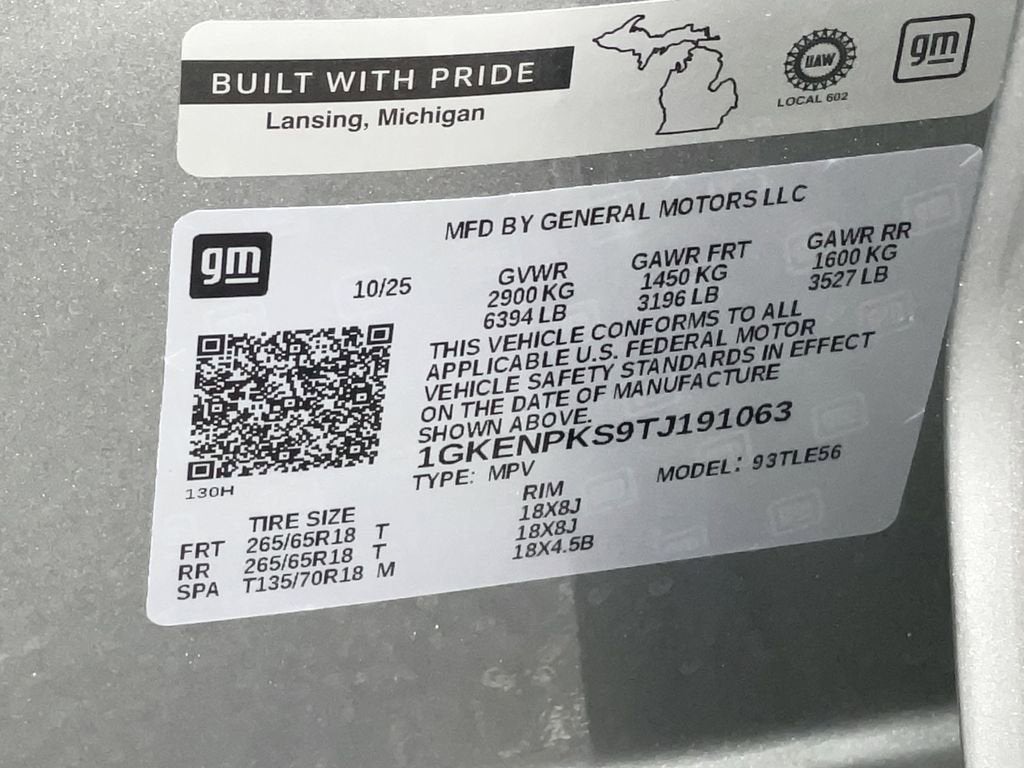 BUILT WITH PRIDE
Lansing, Michigan
UAW
LOCAL 602
gm
gm
MFD BY GENERAL MOTORS LLC
10/25
GVWR GAWR FRT GAWR RR
2900 KG 1450 KG 1600 KG
6394 LB 3196 LB 3527 LB
THIS VEHICLE CONFORMS TO ALL
APPLICABLE U.S. FEDERAL MOTOR
VEHICLE SAFETY STANDARDS IN EFFECT
ON THE DATE OF MANUFACTURE
SHOWN ABOVE.
1GKENPKS9TJ191063
TYPE: MPV MODEL: 93TLE56
130H
TIRE SIZE RIM
FRT 265/65R18 T 18X8J
RR 265/65R18 T 18X8J
SPA T135/70R18 M 18X4.5B